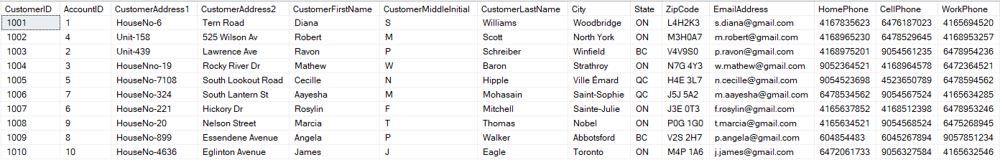 CustomerID AccountID CustomerAddress1 CustomerAddress2 CustomerFirstName CustomerMiddleInitial CustomerLastName City State ZipCode EmailAddress HomePhone CellPhone WorkPhone
1001 1 HouseNo-6 Tern Road Diana S Williams Woodbridge ON L4H2K3 s.diana@gmail.com 4167835623 6476187023 4165694520
1002 4 Unit-158 525 Wilson Av Robert M Scott North York ON M3H0A7 m.robert@gmail.com 4168965230 6478529645 4168953257
1003 2 Unit-439 Lawrence Ave Ravon P Schreiber Winfield BC V4V9S0 p.ravon@gmail.com 4168975201 9054561235 6478954236
1004 3 HouseNno-19 Rocky River Dr Mathew W Baron Strathroy ON N7G 4Y3 w.mathew@gmail.com 9052364521 4168964578 6472364521
1005 5 HouseNo-7108 South Lookout Road Cecille N Hipple Ville Émard QC H4E 3L7 n.cecille@gmail.com 9054523698 4523650789 6478594562
1006 7 HouseNo-324 South Lantern St Aayesha M Mohasain Saint-Sophie QC J5J 5A2 m.aayesha@gmail.com 6478534562 9054567524 4165634285
1007 6 HouseNo-221 Hickory Dr Rosylin F Mitchell Sainte-Julie ON J3E 0T3 f.rosylin@gmail.com 4165637852 4168512398 6478953246
1008 9 HouseNo-20 Nelson Street Marcia T Thomas Nobel ON P0G 1G0 t.marcia@gmail.com 4165634521 9054568524 6475268945
1009 8 HouseNo-899 Essendene Avenue Angela P Walker Abbotsford BC V2S 2H7 p.angela@gmail.com 604854483 6045267894 9057851234
1010 10 HouseNo-4636 Eglinton Avenue James J Eagle Toronto ON M4P 1A6 j.james@gmail.com 6472061733 9056327584 4165632546